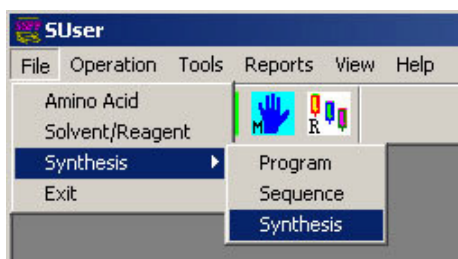 SUser
File Operation Tools Reports View Help
Amino Acid
Solvent/Reagent
M R
Synthesis
Program
Exit
Sequence
Synthesis